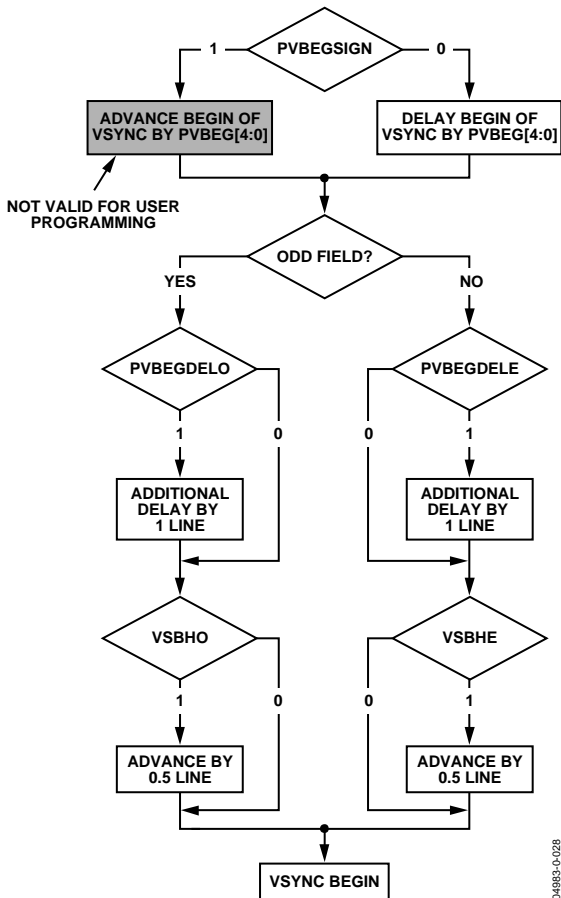 PVBEGSIGN
1
0
ADVANCE BEGIN OF
VSYNC BY PVBEG[4:0]
DELAY BEGIN OF
VSYNC BY PVBEG[4:0]
NOT VALID FOR USER
PROGRAMMING
ODD FIELD?
YES
NO
PVBEGDELO
PVBEGDELE
1
0
0
1
ADDITIONAL
DELAY BY
1 LINE
ADDITIONAL
DELAY BY
1 LINE
VSBHO
VSBHE
1
0
0
1
ADVANCE BY
0.5 LINE
ADVANCE BY
0.5 LINE
VSYNC BEGIN
04983-0-028